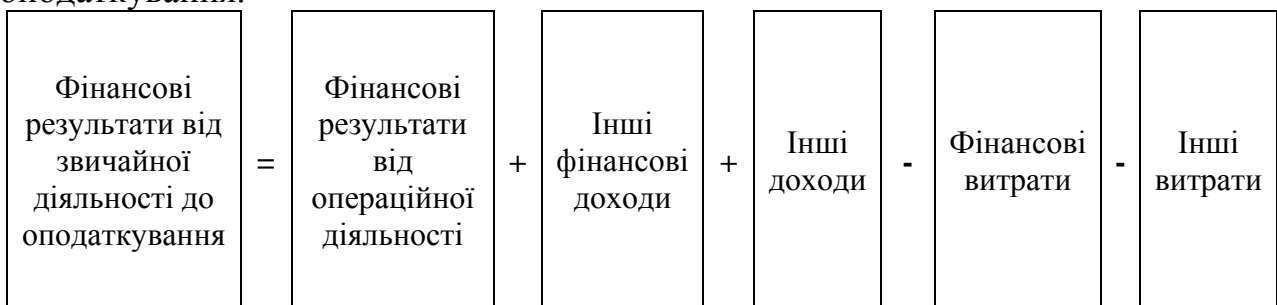 оподаткування.
Фінансові
результати від
звичайної
діяльності до
оподаткування
=
Фінансові
результати
від
операційної
діяльності
+
Інші
фінансові
доходи
+
Інші
доходи
-
Фінансові
витрати
-
Інші
витрати